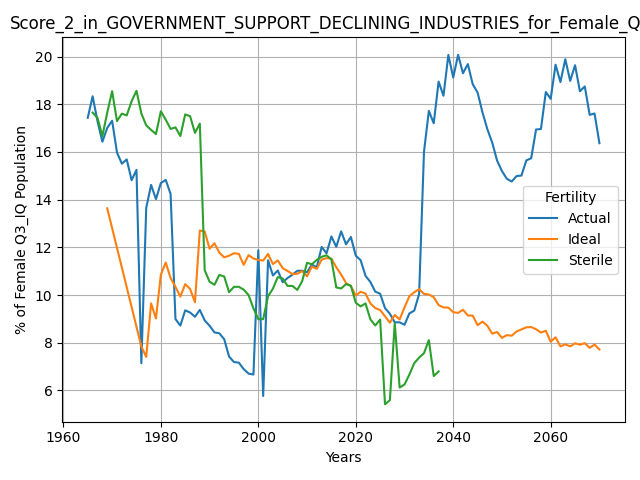 Score_2_in_GOVERNMENT_SUPPORT_DECLINING_INDUSTRIES_for_Female_Q
% of Female Q3_IQ Population
20
18
16
14
12
10
8
6
Fertility
Actual
Ideal
Sterile
1960 1980 2000 2020 2040 2060
Years